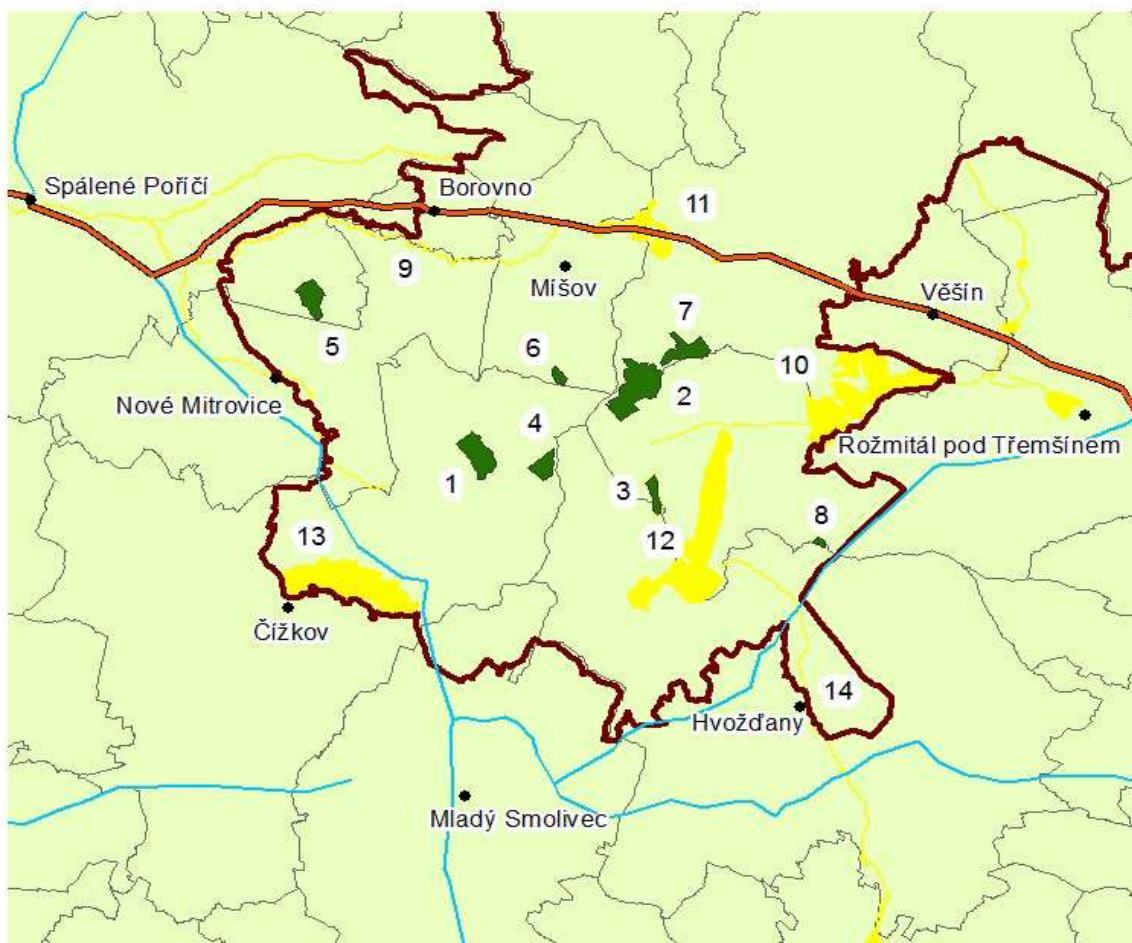 Spálené Poříčí
Borovno
11
9
Míšov
Věšín
5
7
6
10
Nové Mitrovice
2
4
Rožmitál pod Třemšínem
1
3
8
13
12
Čížkov
14
Hvožďany
Mladý Smolivec